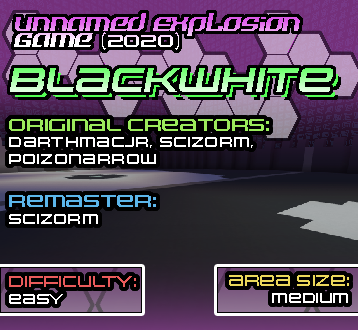 unnamed explosion
game (2020)
Blackwhite
original creators:
darthmacjr, scizorm,
poizonarrow
remaster:
scizorm
difficulty:
easy
area size:
medium